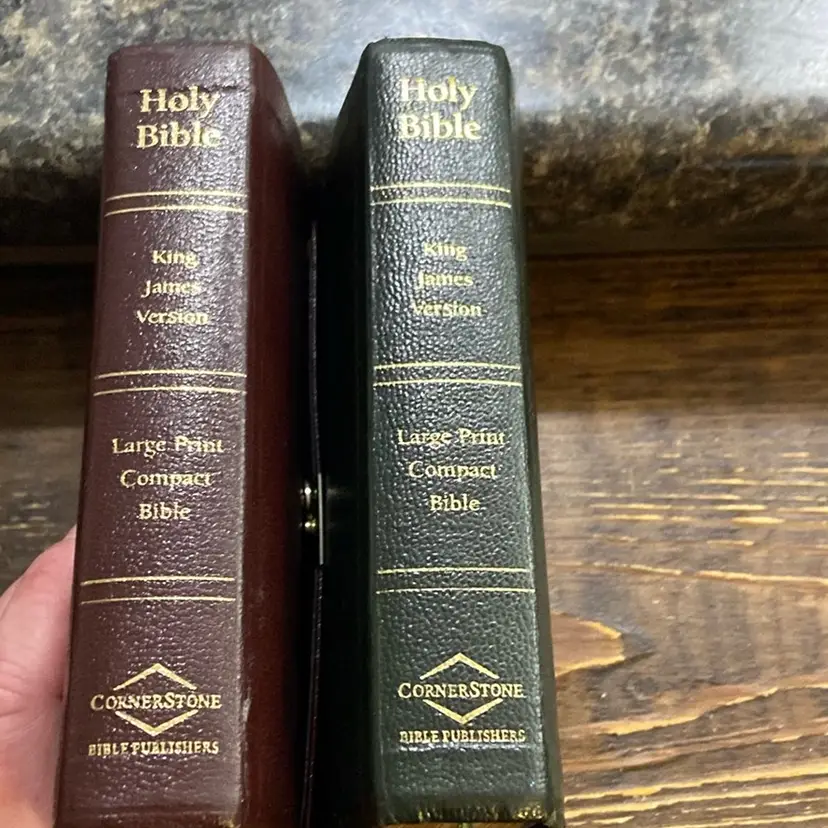 Holy
Bible
King
James
Version
Large Print
Compact
Bible
CORNERSTONE
BIBLE PUBLISHERS
Holy
Bible
King
James
Version
Large Print
Compact
Bible
CORNERSTONE
BIBLE PUBLISHERS